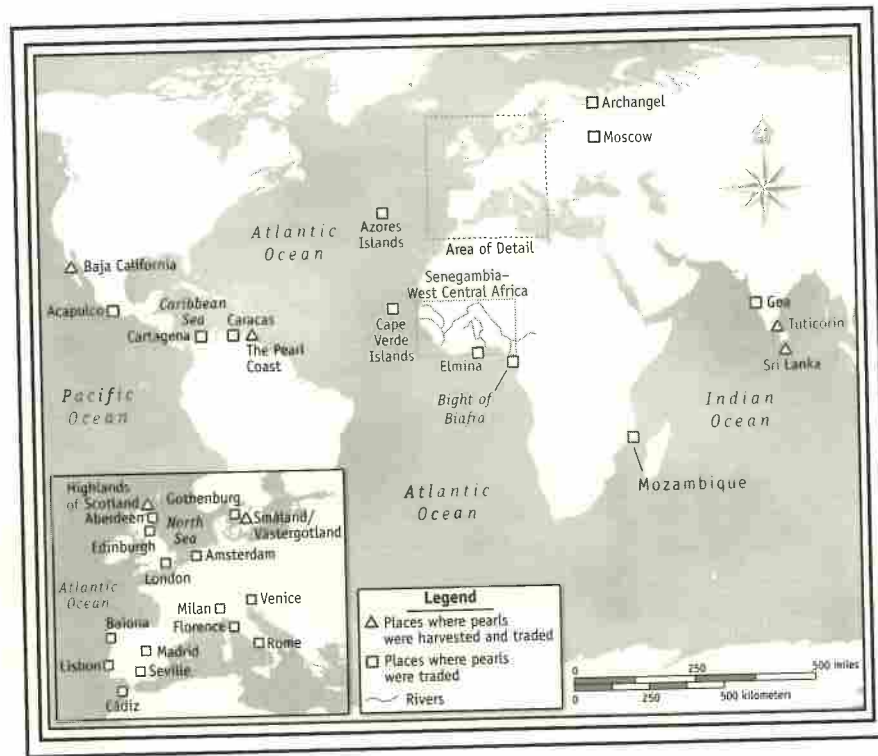 Archangel
Moscow
Atlantic
Ocean
Azores
Islands
Area of Detail
Baja California
Senegambia–
West Central Africa
Acapulco
Caribbean
Sea
Caracas
Cartagena
The Pearl
Coast
Cape
Verde
Islands
Elmina
Bight of
Biafra
Goa
Tuticorin
Sri Lanka
Pacific
Ocean
Indian
Ocean
Mozambique
Atlantic
Ocean
Highlands
of Scotland
Gothenburg
Aberdeen
North
Sea
Småland/
Västergotland
Edinburgh
Amsterdam
London
Atlantic
Ocean
Milan
Venice
Baiona
Florence
Rome
Madrid
Lisbon
Seville
Cádiz
Legend
Places where pearls
were harvested and traded
Places where pearls
were traded
Rivers
0 250 500 miles
0 250 500 kilometers